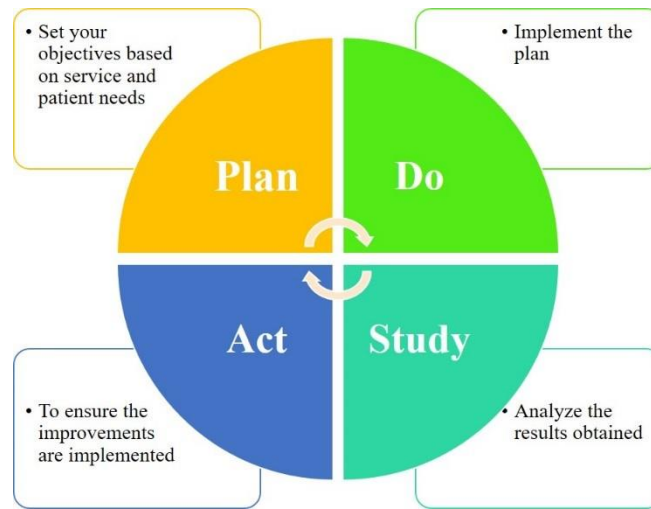 • Set your
objectives based
on service and
patient needs
• Implement the
plan
Plan
Do
Act
Study
• To ensure the
improvements
are implemented
• Analyze the
results obtained